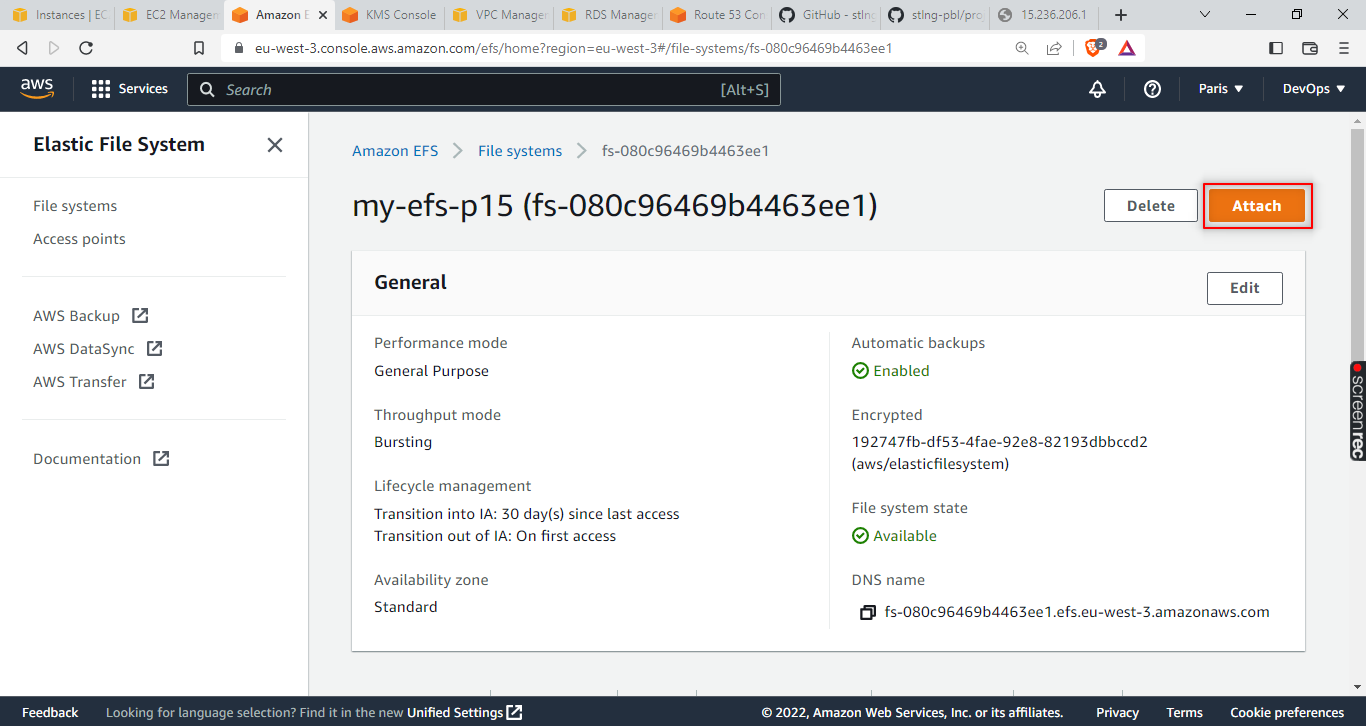 Instances | EC
EC2 Manager
Amazon E
KMS Console
VPC Manager
RDS Manager
Route 53 Con
GitHub - stlng
stlng-pbl/proj
15.236.206.1
eu-west-3.console.aws.amazon.com/efs/home?region=eu-west-3#/file-systems/fs-080c96469b4463ee1
2
aws
Services
Search
[Alt+S]
Paris ▼
DevOps ▼
Elastic File System
File systems
Access points
AWS Backup
AWS DataSync
AWS Transfer
Documentation
Amazon EFS > File systems > fs-080c96469b4463ee1
my-efs-p15 (fs-080c96469b4463ee1)
Delete
Attach
General
Edit
Performance mode
General Purpose
Throughput mode
Bursting
Lifecycle management
Transition into IA: 30 day(s) since last access
Transition out of IA: On first access
Availability zone
Standard
Automatic backups
Enabled
Encrypted
192747fb-df53-4fae-92e8-82193dbbccd2
(aws/elasticfilesystem)
File system state
Available
DNS name
fs-080c96469b4463ee1.efs.eu-west-3.amazonaws.com
screenrec
Feedback
Looking for language selection? Find it in the new Unified Settings
© 2022, Amazon Web Services, Inc. or its affiliates.
Privacy
Terms
Cookie preferences